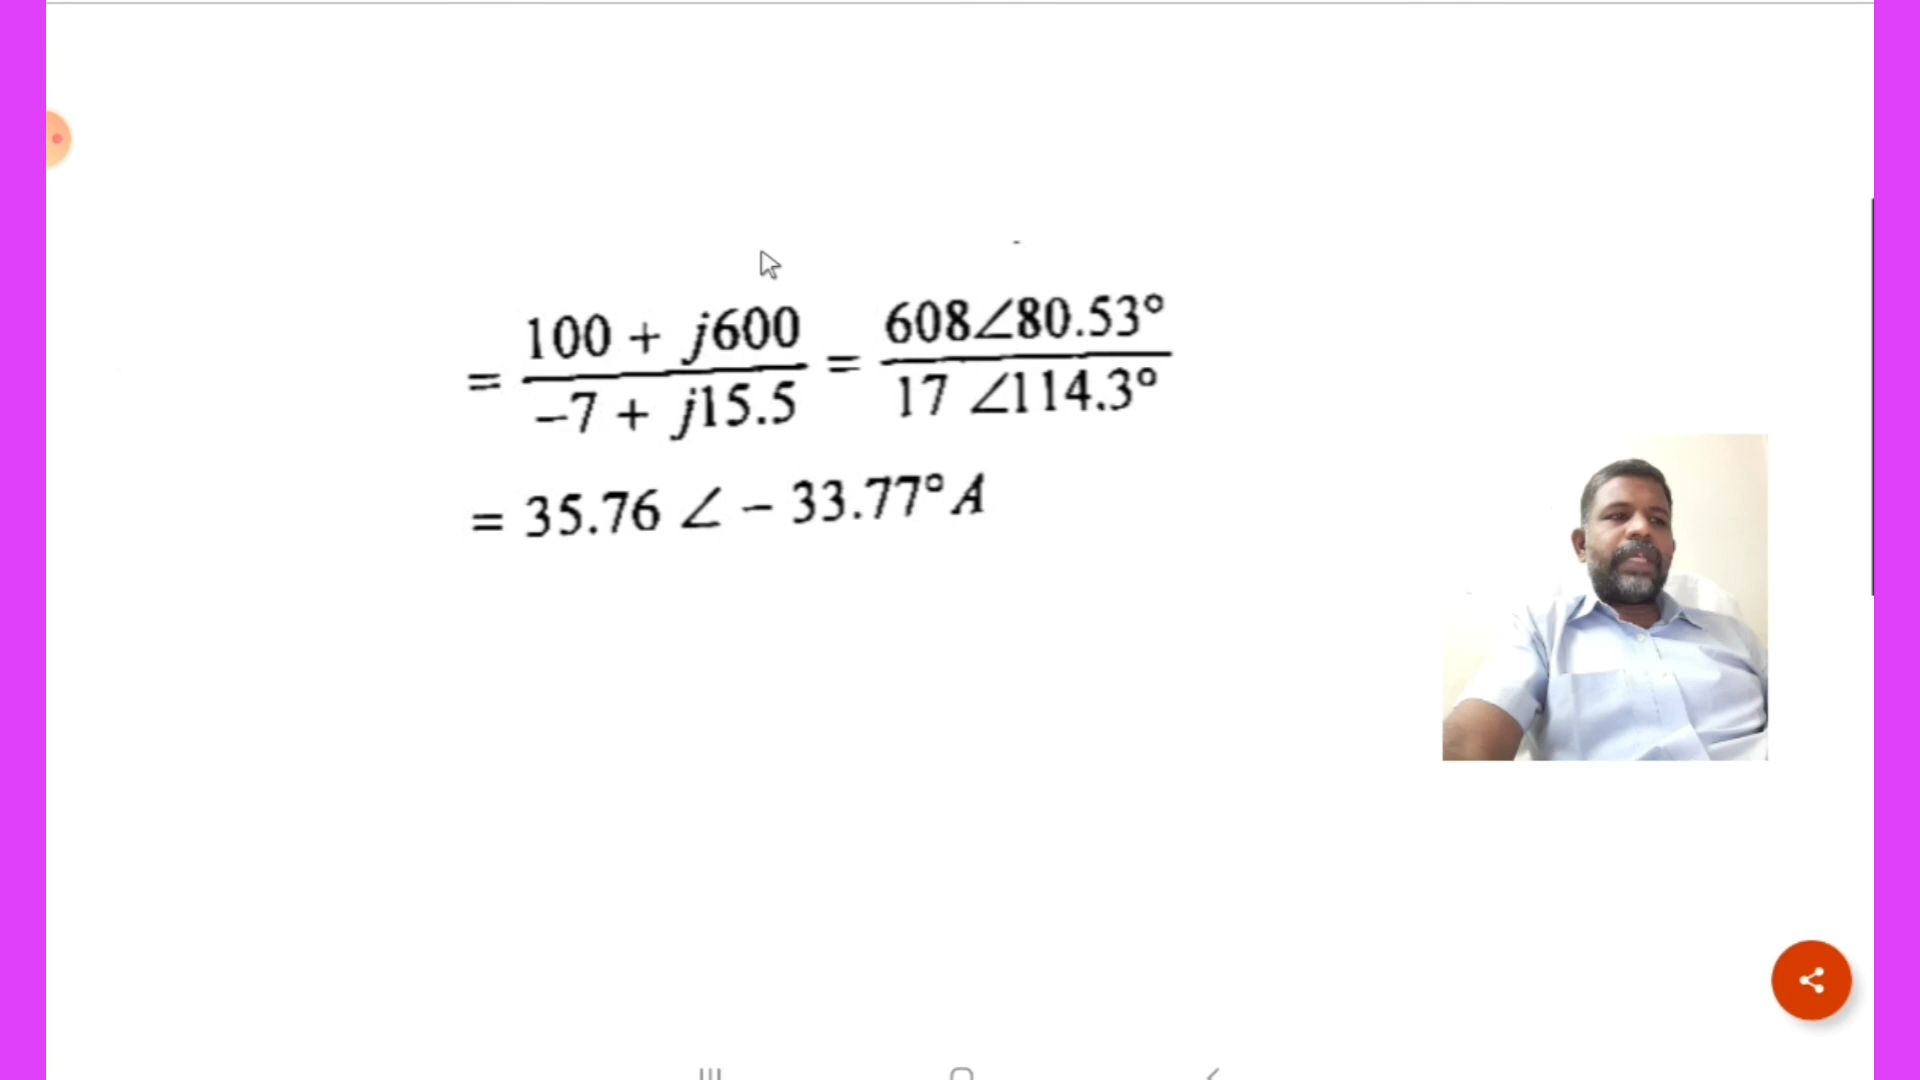 = 100 + j600 / -7 + j15.5 = 608∠80.53° / 17 ∠114.3°
= 35.76 ∠ - 33.77° A